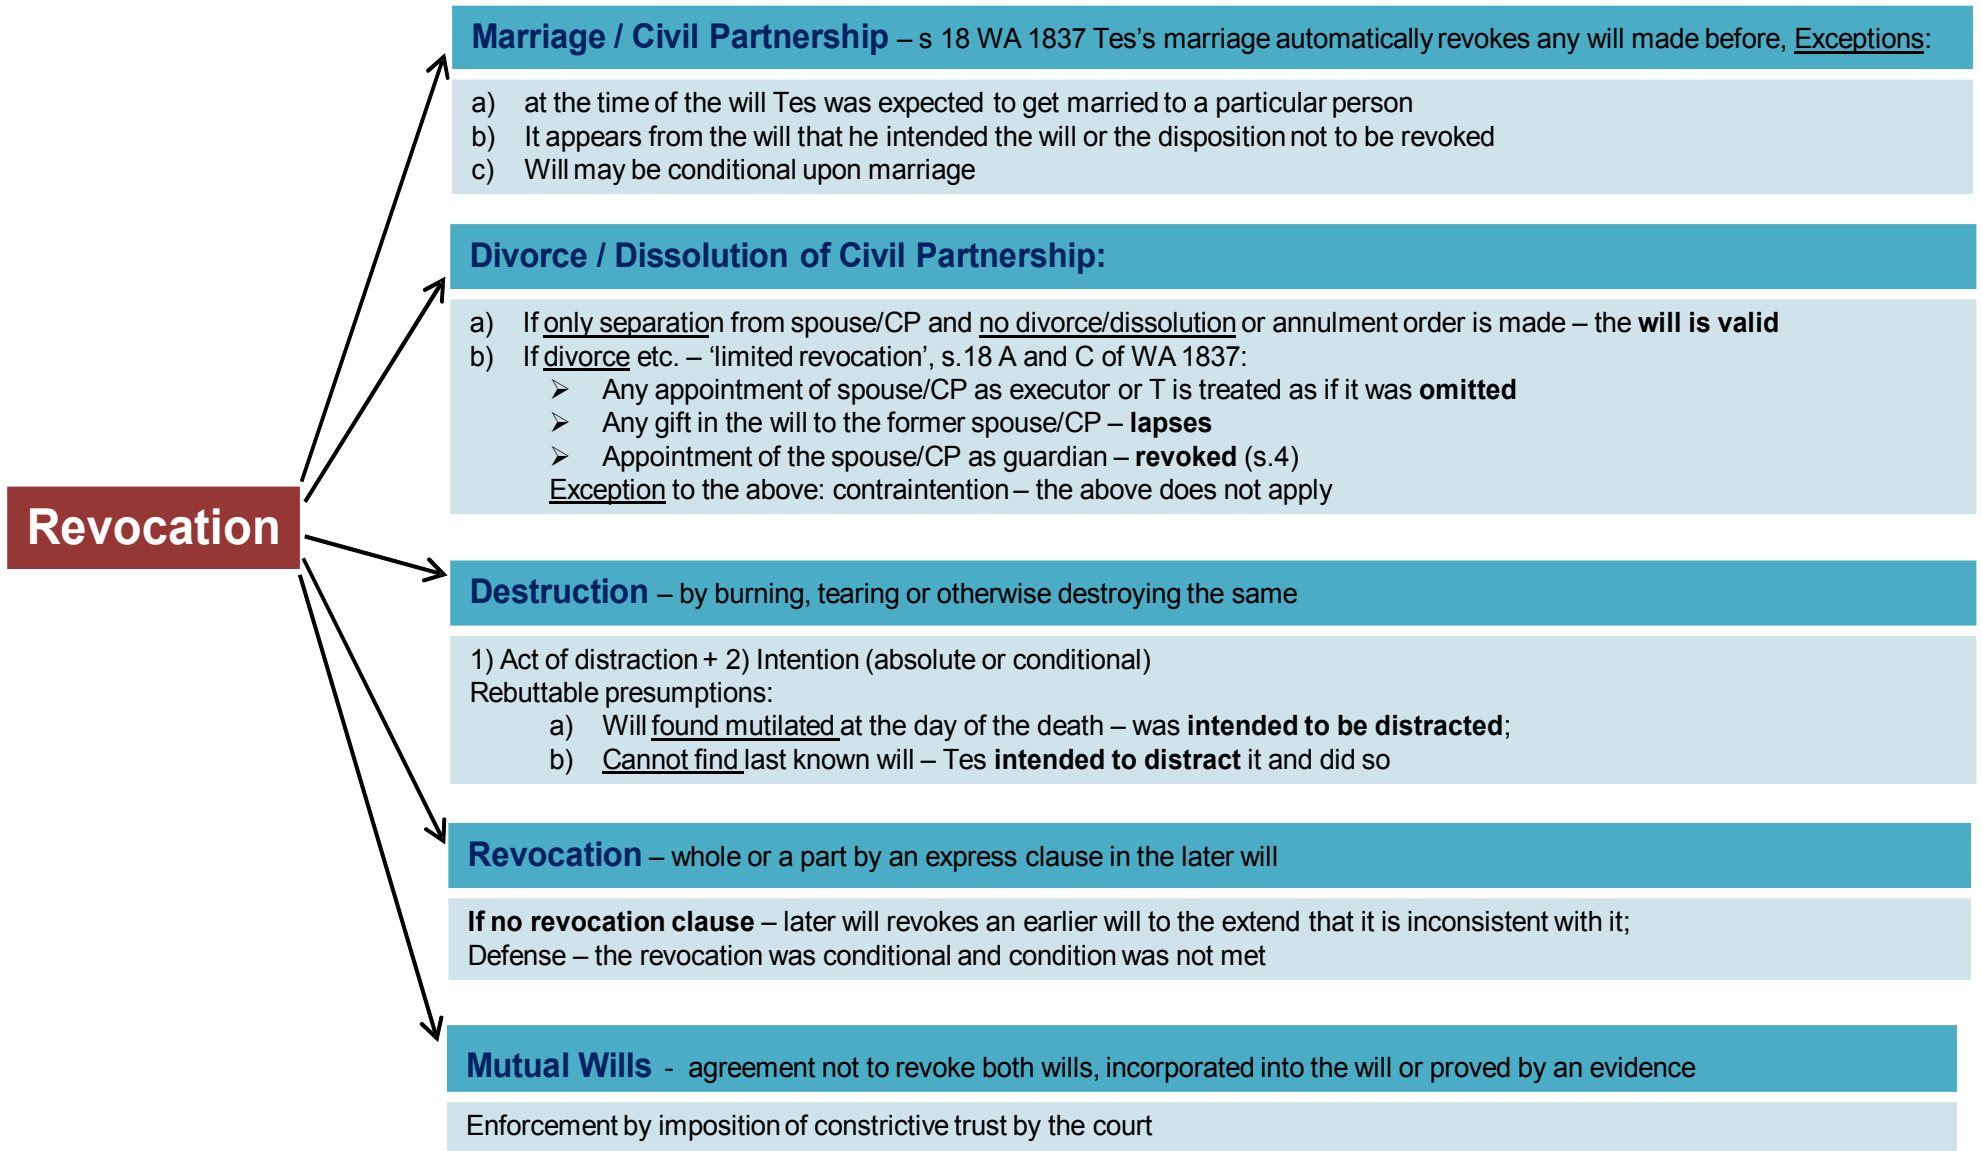 Marriage / Civil Partnership – s 18 WA 1837 Tes's marriage automatically revokes any will made before, Exceptions:
a) at the time of the will Tes was expected to get married to a particular person
b) It appears from the will that he intended the will or the disposition not to be revoked
c) Will may be conditional upon marriage
Divorce / Dissolution of Civil Partnership:
a) If only separation from spouse/CP and no divorce/dissolution or annulment order is made – the will is valid
b) If divorce etc. – 'limited revocation', s.18 A and C of WA 1837:
➢ Any appointment of spouse/CP as executor or T is treated as if it was omitted
➢ Any gift in the will to the former spouse/CP – lapses
➢ Appointment of the spouse/CP as guardian – revoked (s.4)
Exception to the above: contraintention – the above does not apply
Revocation
Destruction – by burning, tearing or otherwise destroying the same
1) Act of distraction + 2) Intention (absolute or conditional)
Rebuttable presumptions:
a) Will found mutilated at the day of the death – was intended to be distracted;
b) Cannot find last known will – Tes intended to distract it and did so
Revocation – whole or a part by an express clause in the later will
If no revocation clause – later will revokes an earlier will to the extend that it is inconsistent with it;
Defense – the revocation was conditional and condition was not met
Mutual Wills - agreement not to revoke both wills, incorporated into the will or proved by an evidence
Enforcement by imposition of constrictive trust by the court